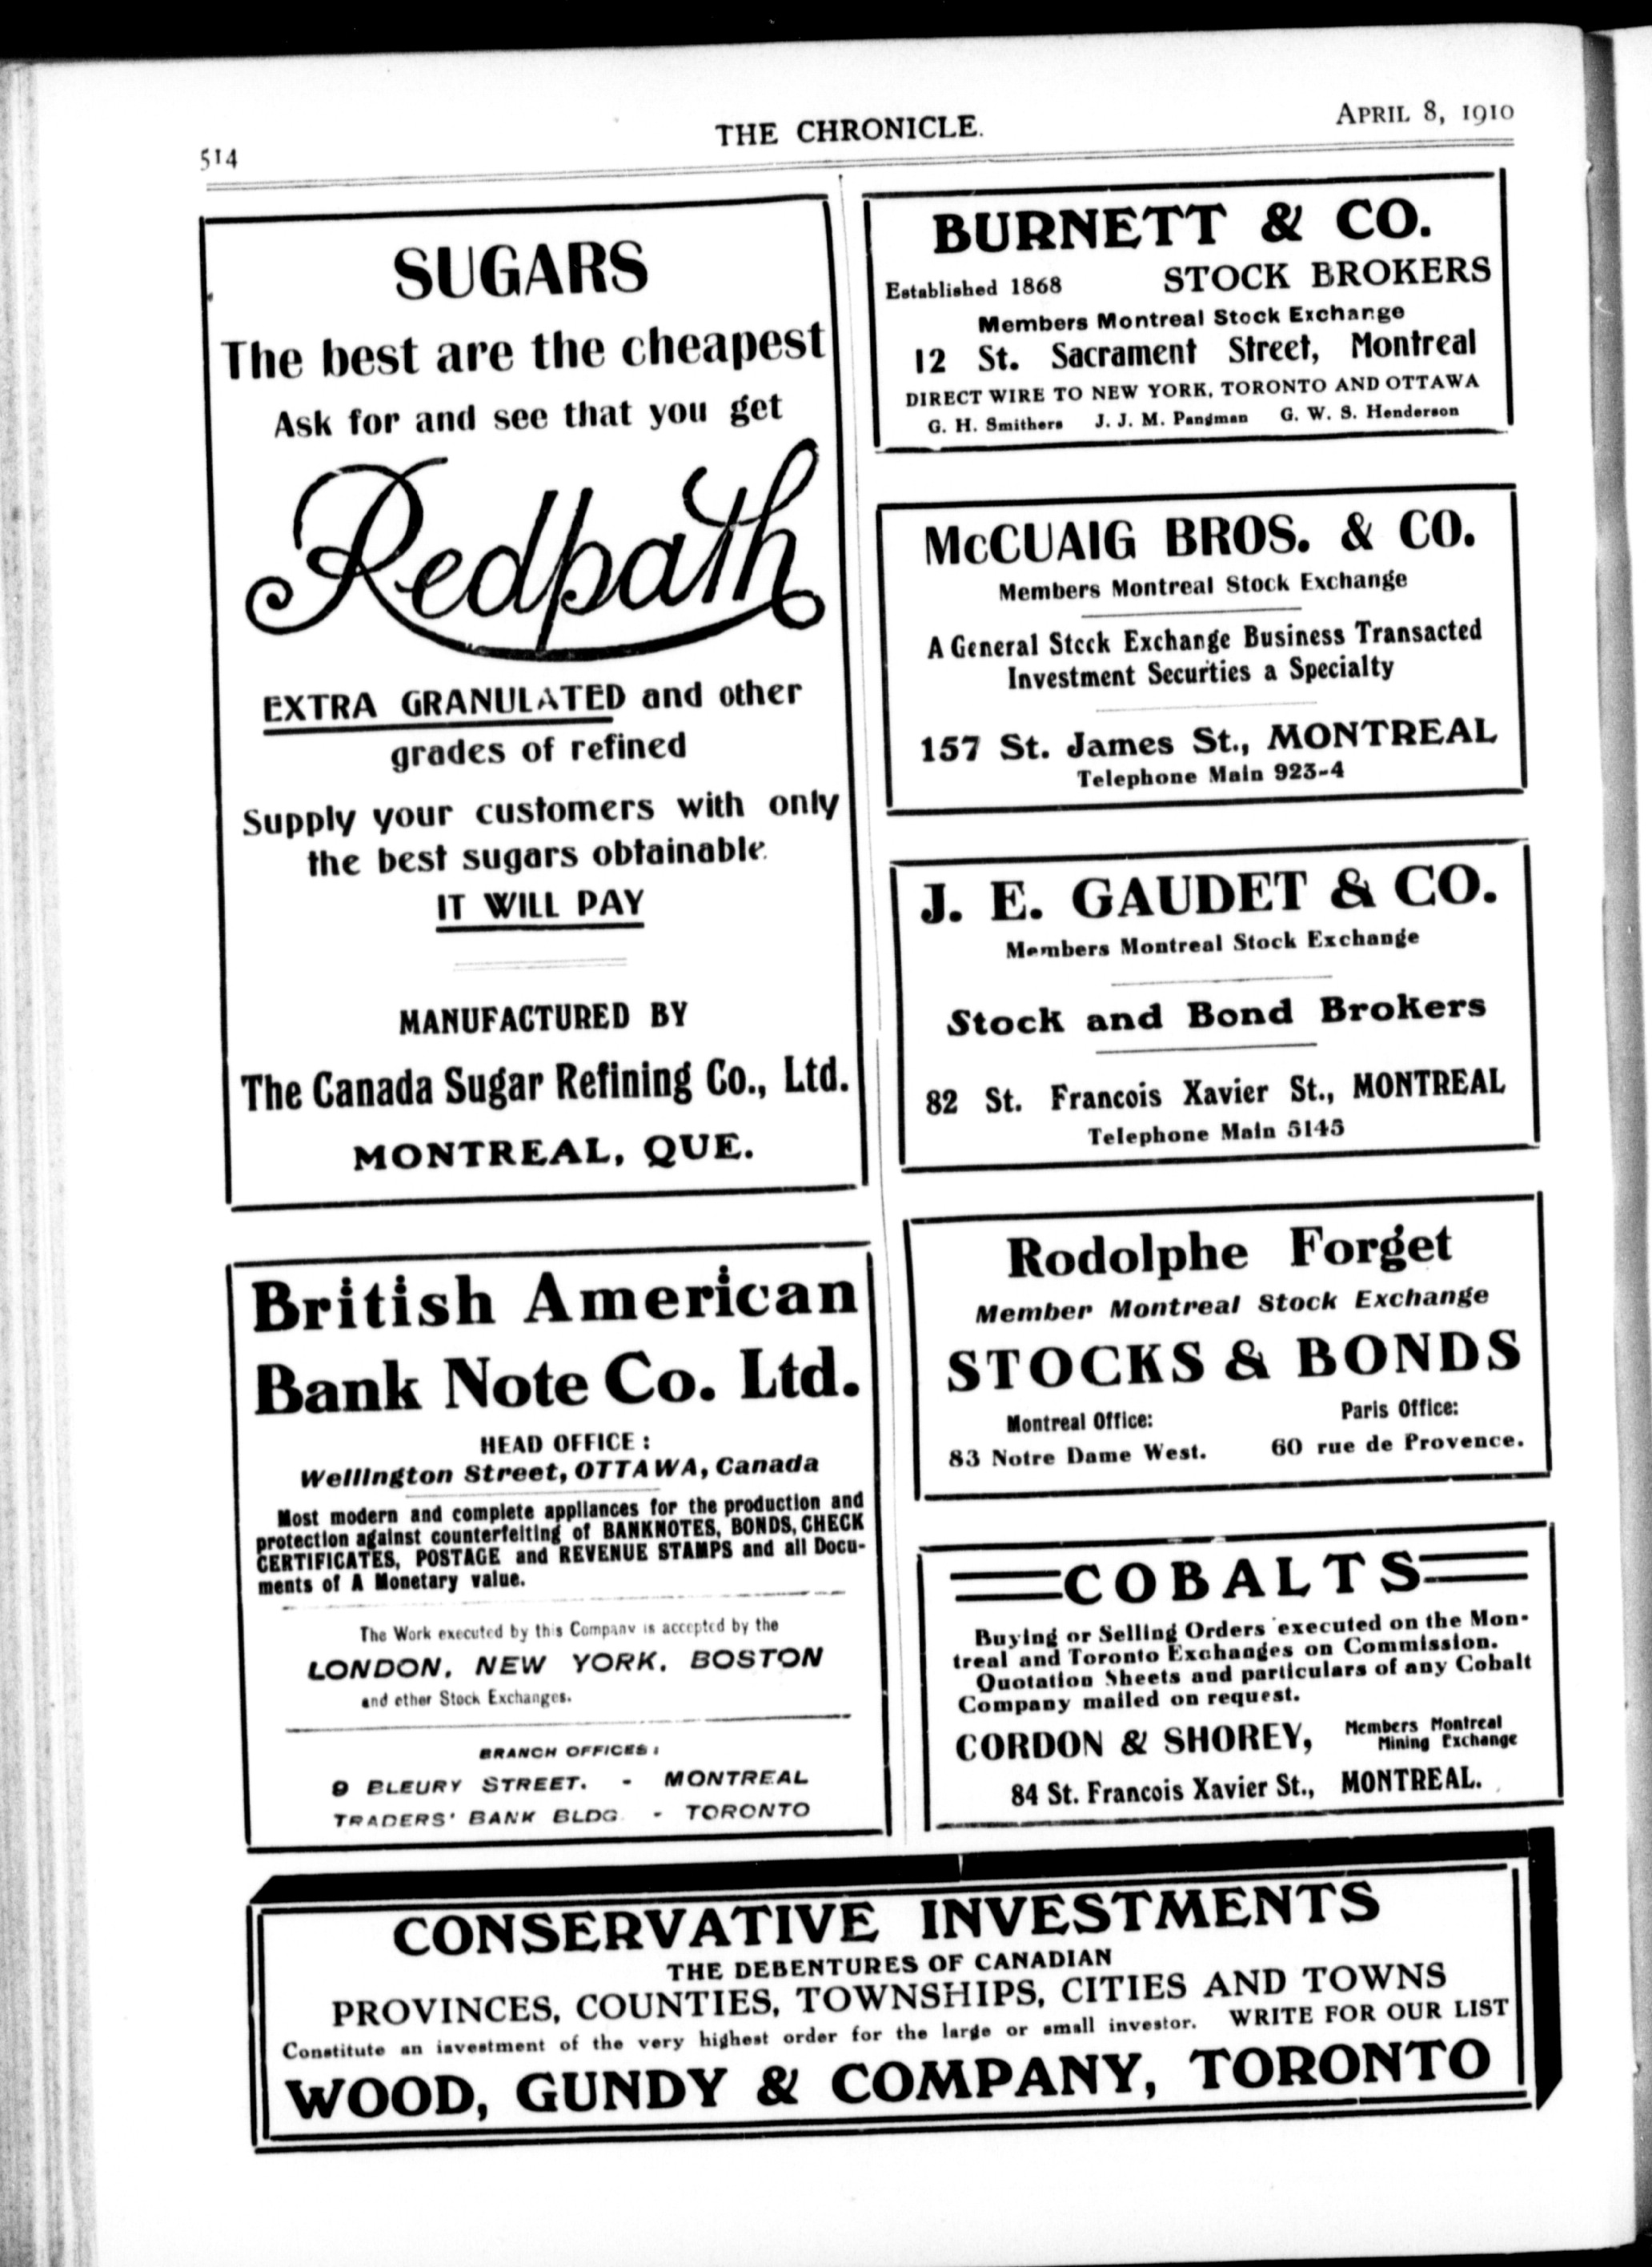 514
THE CHRONICLE.
APRIL 8, 1910
SUGARS
The best are the cheapest
Ask for and see that you get
Redpath
EXTRA GRANULATED and other
grades of refined
Supply your customers with only
the best sugars obtainable.
IT WILL PAY
MANUFACTURED BY
The Canada Sugar Refining Co., Ltd.
MONTREAL, QUE.
British American
Bank Note Co. Ltd.
HEAD OFFICE :
Wellington Street, OTTAWA, Canada
Most modern and complete appliances for the production and
protection against counterfeiting of BANKNOTES, BONDS, CHECK
CERTIFICATES, POSTAGE and REVENUE STAMPS and all Docu-
ments of A Monetary value.
The Work executed by this Company is accepted by the
LONDON, NEW YORK, BOSTON
and other Stock Exchanges.
BRANCH OFFICES :
9 BLEURY STREET. - MONTREAL
TRADERS' BANK BLDG. - TORONTO
BURNETT & CO.
Established 1868 STOCK BROKERS
Members Montreal Stock Exchange
12 St. Sacrament Street, Montreal
DIRECT WIRE TO NEW YORK, TORONTO AND OTTAWA
G. H. Smithers J. J. M. Pangman G. W. S. Henderson
McCUAIG BROS. & CO.
Members Montreal Stock Exchange
A General Stock Exchange Business Transacted
Investment Securties a Specialty
157 St. James St., MONTREAL
Telephone Main 923-4
J. E. GAUDET & CO.
Members Montreal Stock Exchange
Stock and Bond Brokers
82 St. Francois Xavier St., MONTREAL
Telephone Main 5145
Rodolphe Forget
Member Montreal Stock Exchange
STOCKS & BONDS
Montreal Office: Paris Office:
83 Notre Dame West. 60 rue de Provence.
COBALTS
Buying or Selling Orders executed on the Mon-
treal and Toronto Exchanges on Commission.
Quotation Sheets and particulars of any Cobalt
Company mailed on request.
CORDON & SHOREY, Members Montreal
Mining Exchange
84 St. Francois Xavier St., MONTREAL.
CONSERVATIVE INVESTMENTS
THE DEBENTURES OF CANADIAN
PROVINCES, COUNTIES, TOWNSHIPS, CITIES AND TOWNS
Constitute an investment of the very highest order for the large or small investor. WRITE FOR OUR LIST
WOOD, GUNDY & COMPANY, TORONTO